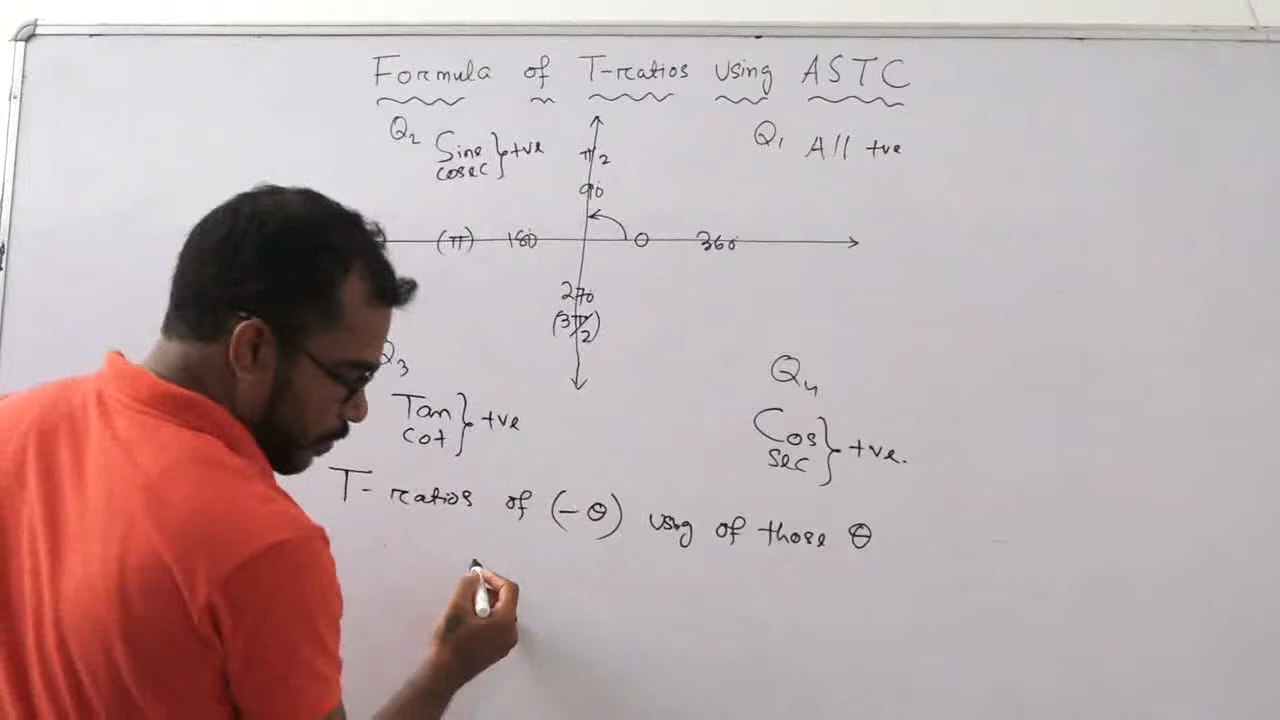 Formula of T-ratios Using ASTC
Q2 Sine
cosec } +ve
π/2
90°
Q1 All +ve
(π) 180° 0 360°
270°
(3π/2)
Q3
Tan
cot } +ve
Q4
Cos
sec } +ve.
T-ratios of (-θ) using of those θ